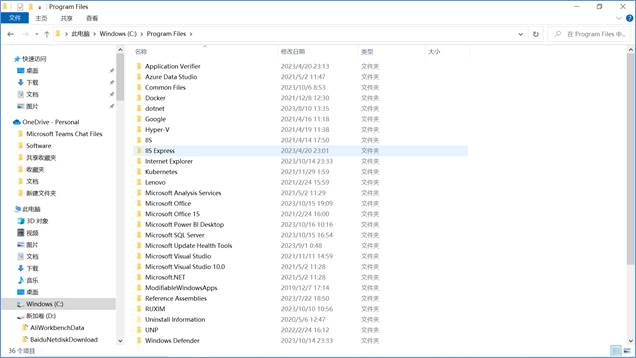 Program Files
文件
主页
共享
查看
此电脑 > Windows (C:) > Program Files >
在 Program Files 中...
快速访问
桌面
下载
文档
图片
OneDrive - Personal
Microsoft Teams Chat Files
Software
共享收藏夹
收藏夹
文档
新建文件夹
此电脑
3D 对象
视频
图片
文档
下载
音乐
桌面
Windows (C:)
新加卷 (D:)
AliWorkbenchData
BaiduNetdiskDownload
名称 修改日期 类型 大小
Application Verifier 2023/4/20 23:13 文件夹
Azure Data Studio 2021/5/2 11:47 文件夹
Common Files 2023/10/6 8:53 文件夹
Docker 2021/12/8 12:30 文件夹
dotnet 2023/8/10 13:35 文件夹
Google 2021/4/16 11:18 文件夹
Hyper-V 2021/4/19 11:38 文件夹
IIS 2021/4/14 17:50 文件夹
IIS Express 2023/4/20 23:01 文件夹
Internet Explorer 2023/10/14 23:33 文件夹
Kubernetes 2021/11/29 1:59 文件夹
Lenovo 2021/2/24 15:59 文件夹
Microsoft Analysis Services 2021/5/2 11:29 文件夹
Microsoft Office 2023/10/15 19:09 文件夹
Microsoft Office 15 2021/2/24 16:00 文件夹
Microsoft Power BI Desktop 2023/10/16 10:16 文件夹
Microsoft SQL Server 2023/10/15 16:54 文件夹
Microsoft Update Health Tools 2023/9/1 0:48 文件夹
Microsoft Visual Studio 2021/11/11 14:59 文件夹
Microsoft Visual Studio 10.0 2021/5/2 11:28 文件夹
Microsoft.NET 2021/5/2 11:28 文件夹
ModifiableWindowsApps 2019/12/7 17:14 文件夹
Reference Assemblies 2023/7/22 18:50 文件夹
RUXIM 2023/10/10 10:56 文件夹
Uninstall Information 2020/5/6 12:47 文件夹
UNP 2022/2/24 16:12 文件夹
Windows Defender 2023/10/14 23:33 文件夹
36 个项目